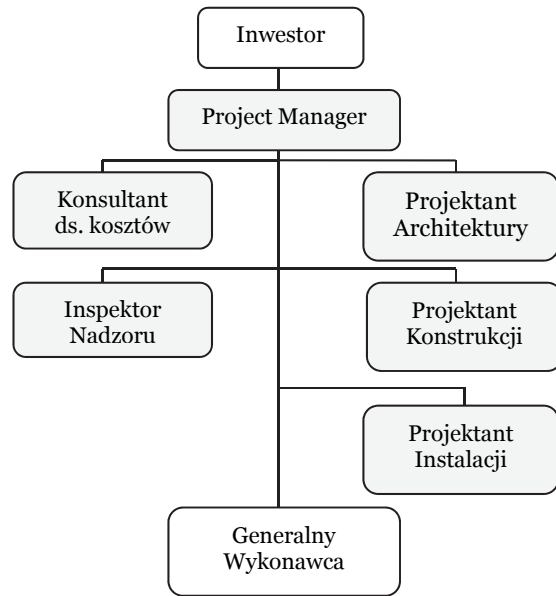 Inwestor
Project Manager
Konsultant
ds. kosztów
Projektant
Architektury
Inspektor
Nadzoru
Projektant
Konstrukcji
Projektant
Instalacji
Generalny
Wykonawca